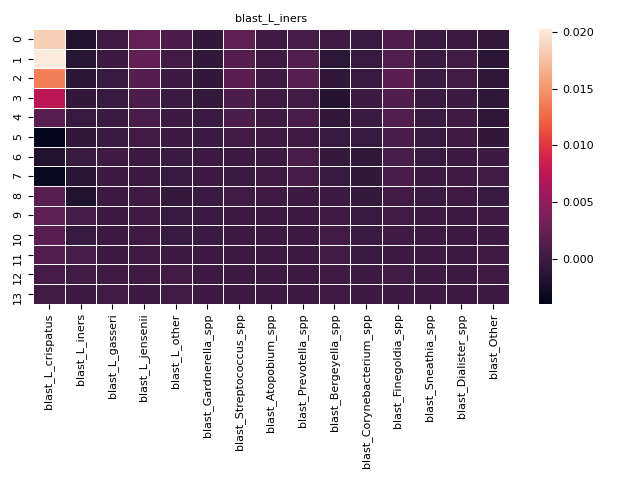 blast_L_iners
0
1
2
3
4
5
6
7
8
9
10
11
12
13
0.020
0.015
0.010
0.005
0.000
blast_L_crispatus
blast_L_iners
blast_L_gasseri
blast_L_jensenii
blast_L_other
blast_Gardnerella_spp
blast_Streptococcus_spp
blast_Atopobium_spp
blast_Prevotella_spp
blast_Bergeyella_spp
blast_Corynebacterium_spp
blast_Finegoldia_spp
blast_Sneathia_spp
blast_Dialister_spp
blast_Other